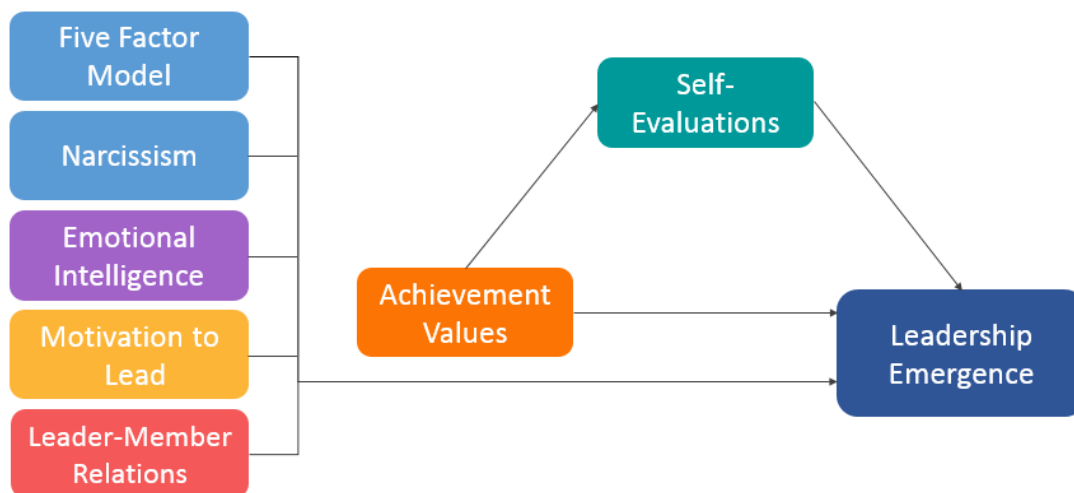 Five Factor
Model
Narcissism
Emotional
Intelligence
Motivation to
Lead
Leader-Member
Relations
Self-
Evaluations
Achievement
Values
Leadership
Emergence